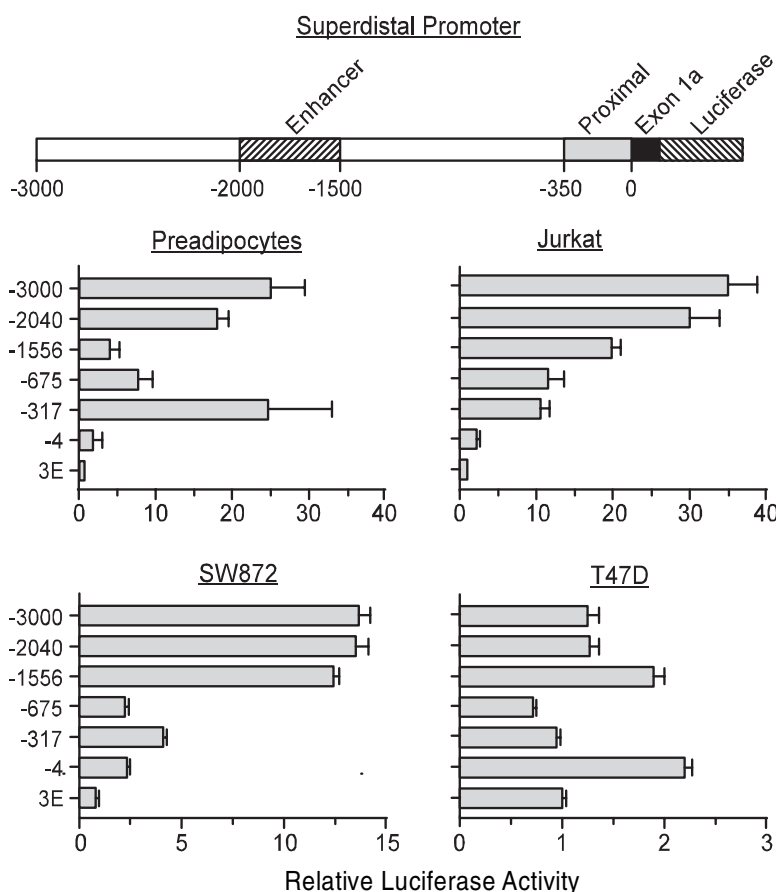 Superdistal Promoter
Enhancer
Proximal
Exon 1a
Luciferase
-3000
-2000
-1500
-350
0
Preadipocytes
-3000
-2040
-1556
-675
-317
-4
3E
0 10 20 30 40
Jurkat
0 10 20 30 40
SW872
-3000
-2040
-1556
-675
-317
-4
3E
0 5 10 15
T47D
0 1 2 3
Relative Luciferase Activity